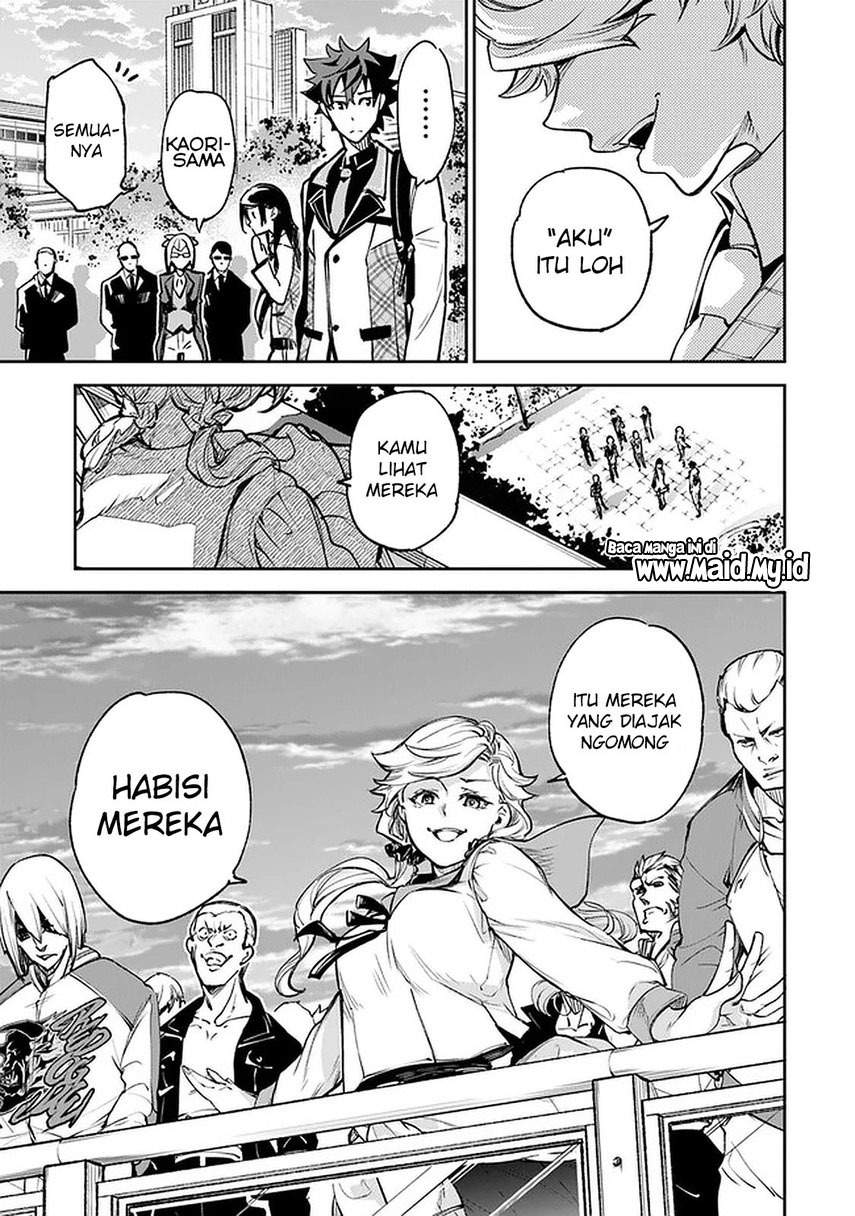 "AKU"
ITU LOH
....
KAORI-
SAMA
SEMUA-
NYA
KAMU
LIHAT
MEREKA
Baca Manga ini di
www.Maid.My.id
ITU MEREKA
YANG DIAJAK
NGOMONG
HABISI
MEREKA